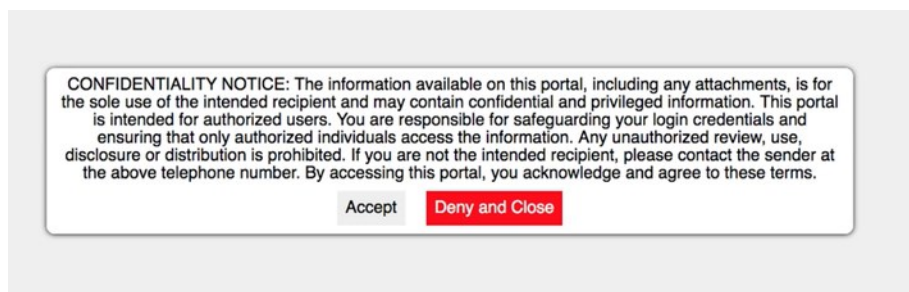 CONFIDENTIALITY NOTICE: The information available on this portal, including any attachments, is for
the sole use of the intended recipient and may contain confidential and privileged information. This portal
is intended for authorized users. You are responsible for safeguarding your login credentials and
ensuring that only authorized individuals access the information. Any unauthorized review, use,
disclosure or distribution is prohibited. If you are not the intended recipient, please contact the sender at
the above telephone number. By accessing this portal, you acknowledge and agree to these terms.
Accept Deny and Close